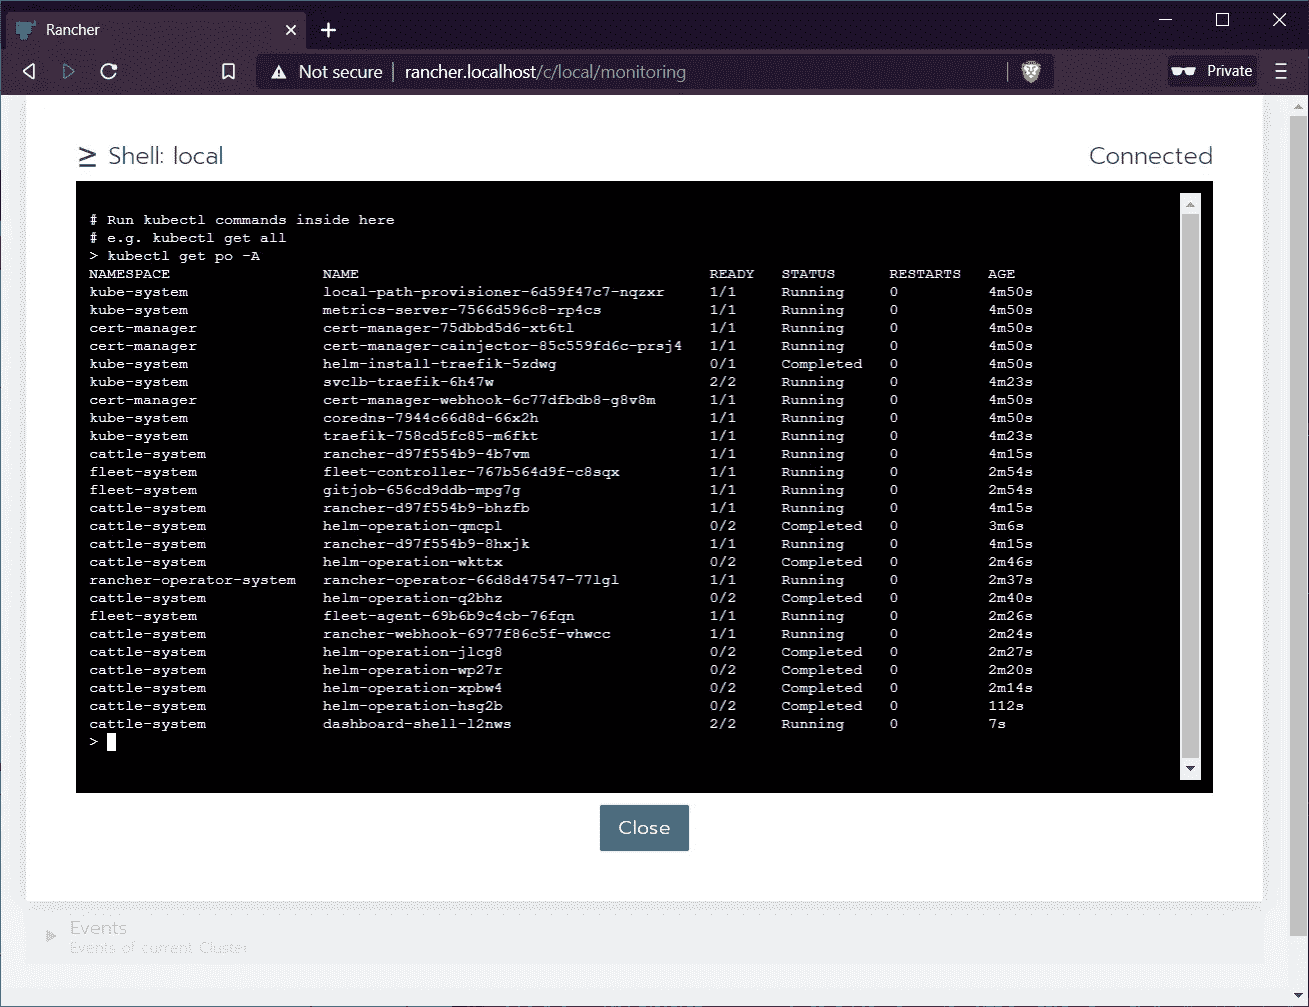 Rancher
Not secure rancher.localhost/c/local/monitoring Private
Shell: local Connected
# Run kubectl commands inside here
# e.g. kubectl get all
> kubectl get po -A
NAMESPACE NAME READY STATUS RESTARTS AGE
kube-system local-path-provisioner-6d59f47c7-nqzxr 1/1 Running 0 4m50s
kube-system metrics-server-7566d596c8-rp4cs 1/1 Running 0 4m50s
cert-manager cert-manager-75dbbd5d6-xt6tl 1/1 Running 0 4m50s
cert-manager cert-manager-cainjector-85c559fd6c-prsj4 1/1 Running 0 4m50s
kube-system helm-install-traefik-5zdwg 0/1 Completed 0 4m50s
kube-system svclb-traefik-6h47w 2/2 Running 0 4m23s
cert-manager cert-manager-webhook-6c77dfbdb8-g8v8m 1/1 Running 0 4m50s
kube-system coredns-7944c66d8d-66x2h 1/1 Running 0 4m50s
kube-system traefik-758cd5fc85-m6fkt 1/1 Running 0 4m23s
cattle-system rancher-d97f554b9-4b7vm 1/1 Running 0 4m15s
fleet-system fleet-controller-767b564d9f-c8sqx 1/1 Running 0 2m54s
fleet-system gitjob-656cd9ddb-mpg7g 1/1 Running 0 2m54s
cattle-system rancher-d97f554b9-bhzfb 1/1 Running 0 4m15s
cattle-system helm-operation-qmcpl 0/2 Completed 0 3m6s
cattle-system rancher-d97f554b9-8hxjk 1/1 Running 0 4m15s
cattle-system helm-operation-wkttx 0/2 Completed 0 2m46s
rancher-operator-system rancher-operator-66d8d47547-77lgl 1/1 Running 0 2m37s
cattle-system helm-operation-q2bhz 0/2 Completed 0 2m40s
fleet-system fleet-agent-69b6b9c4cb-76fqn 1/1 Running 0 2m26s
cattle-system rancher-webhook-6977f86c5f-vhwcc 1/1 Running 0 2m24s
cattle-system helm-operation-jlcg8 0/2 Completed 0 2m27s
cattle-system helm-operation-wp27r 0/2 Completed 0 2m20s
cattle-system helm-operation-xpbw4 0/2 Completed 0 2m14s
cattle-system helm-operation-hsg2b 0/2 Completed 0 112s
cattle-system dashboard-shell-l2nws 2/2 Running 0 7s
>
Close
Events
Events of current Cluster